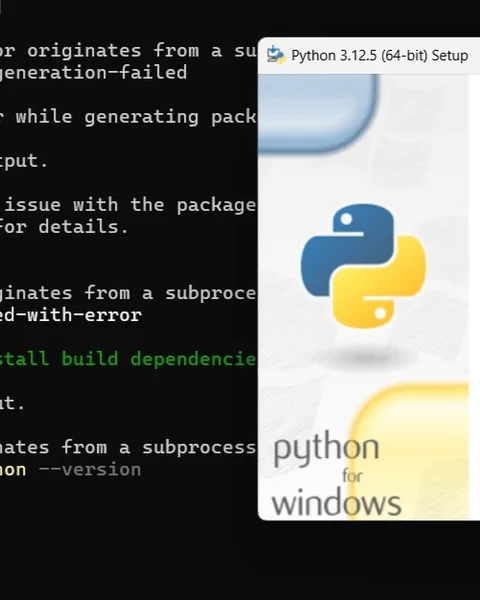 or originates from a su
generation-failed
r while generating pack
tput.
issue with the package
for details.
ginates from a subproce
ed-with-error
stall build dependencie
ut.
nates from a subprocess
hon --version
Python 3.12.5 (64-bit) Setup
python
for
windows